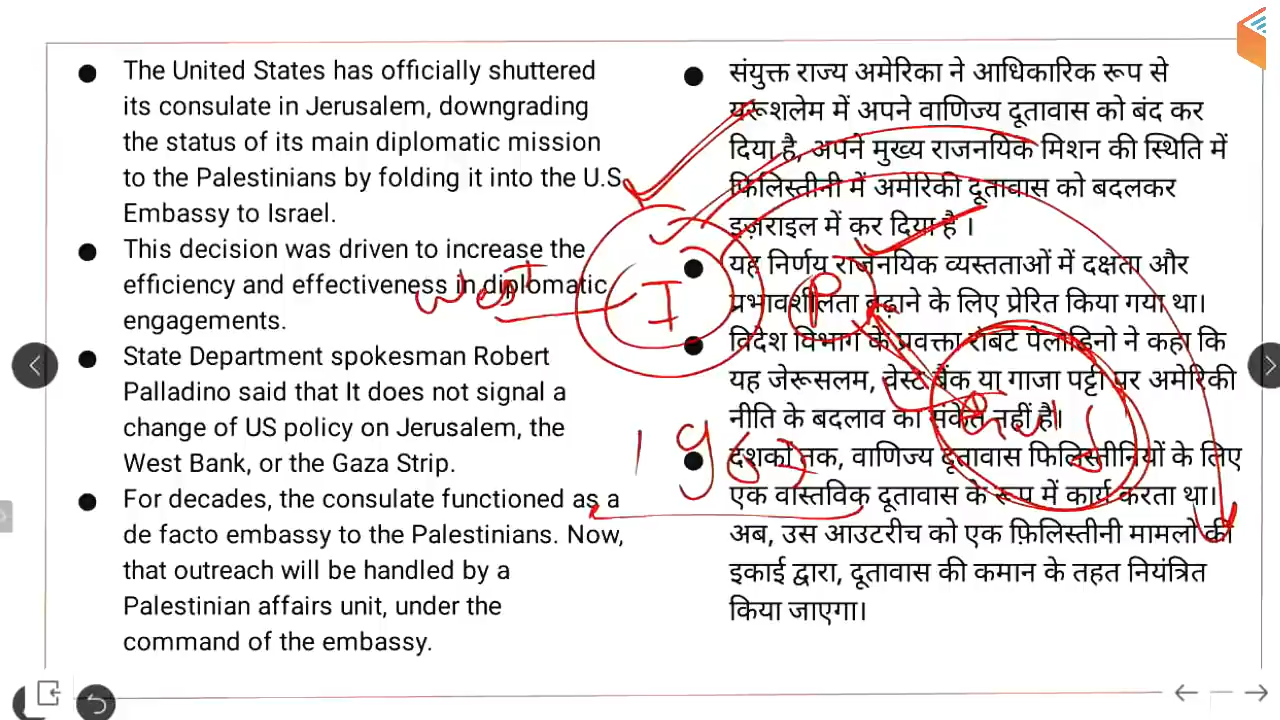 The United States has officially shuttered
its consulate in Jerusalem, downgrading
the status of its main diplomatic mission
to the Palestinians by folding it into the U.S.
Embassy to Israel.
This decision was driven to increase the
efficiency and effectiveness in diplomatic
engagements.
State Department spokesman Robert
Palladino said that It does not signal a
change of US policy on Jerusalem, the
West Bank, or the Gaza Strip.
For decades, the consulate functioned as a
de facto embassy to the Palestinians. Now,
that outreach will be handled by a
Palestinian affairs unit, under the
command of the embassy.
संयुक्त राज्य अमेरिका ने आधिकारिक रूप से
यरूशलेम में अपने वाणिज्य दूतावास को बंद कर
दिया है, अपने मुख्य राजनयिक मिशन की स्थिति में
फिलिस्तीनी में अमेरिकी दूतावास को बदलकर
इज़राइल में कर दिया है ।
यह निर्णय राजनयिक व्यस्तताओं में दक्षता और
प्रभावशीलता बढ़ाने के लिए प्रेरित किया गया था।
विदेश विभाग के प्रवक्ता रॉबर्ट पेलाडिनो ने कहा कि
यह जेरूसलम, वेस्ट बैंक या गाजा पट्टी पर अमेरिकी
नीति के बदलाव का संकेत नहीं है।
दशकों तक, वाणिज्य दूतावास फिलिस्तीनियों के लिए
एक वास्तविक दूतावास के रूप में कार्य करता था।
अब, उस आउटरीच को एक फ़िलिस्तीनी मामलों की
इकाई द्वारा, दूतावास की कमान के तहत नियंत्रित
किया जाएगा।
West
I
P
1967